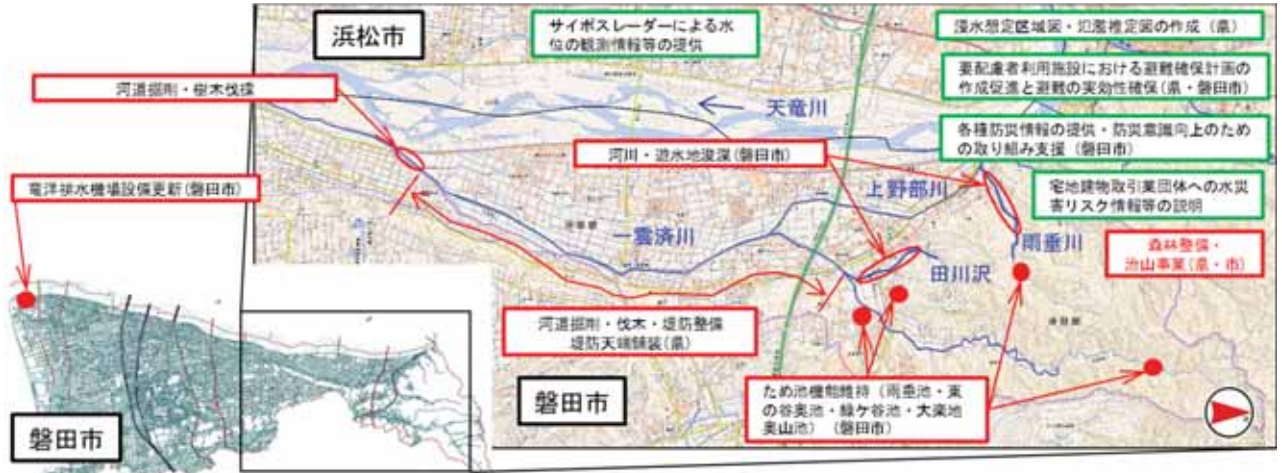 浜松市
サイポスレーダーによる水
位の観測情報等の提供
浸水想定区域図・氾濫推定図の作成(県)
要配慮者利用施設における避難確保計画の
作成促進と避難の実効性確保(県・磐田市)
各種防災情報の提供・防災意識向上のため
の取り組み支援 (磐田市)
宅地建物取引業団体への水災
害リスク情報等の説明
森林整備・
治山事業(県・市)
河道掘削・樹木伐採
天竜川
河川・遊水地浚渫(磐田市)
上野部川
竜洋排水機場設備更新(磐田市)
一雲済川
雨垂川
田川沢
河道掘削・伐木・堤防整備
堤防天端舗装(県)
ため池機能維持(雨垂池・東
の谷奥池・緑ケ谷池・大楽地
奥山池) (磐田市)
磐田市
磐田市